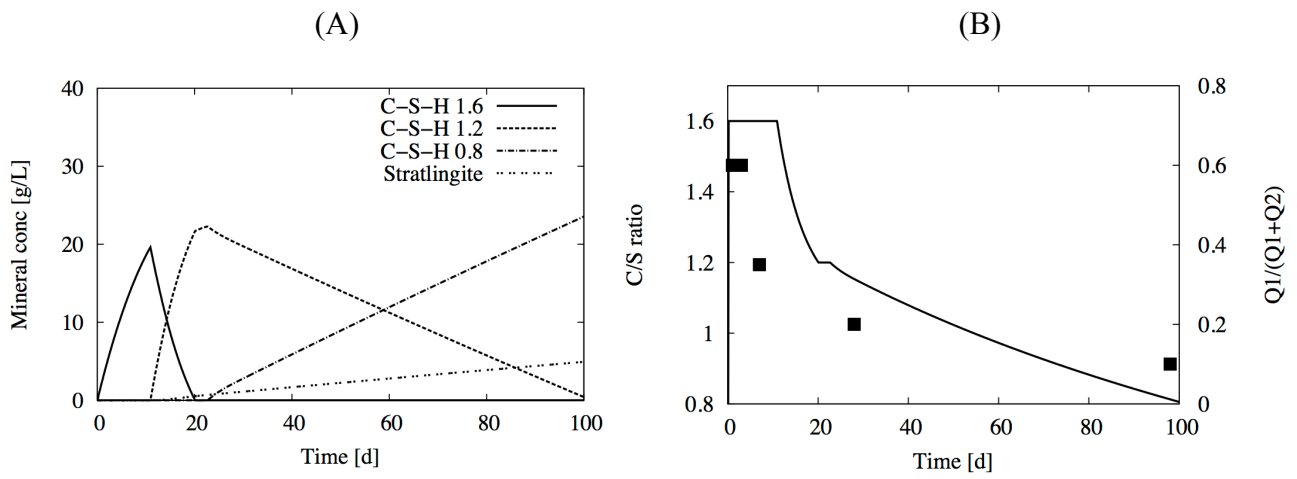 (A)
(B)
Mineral conc [g/L]
40
30
20
10
0
C–S–H 1.6
C–S–H 1.2
C–S–H 0.8
Stratlingite
0 20 40 60 80 100
Time [d]
C/S ratio
1.6
1.4
1.2
1
0.8
0.8
0.6
0.4
0.2
0
Q1/(Q1+Q2)
0 20 40 60 80 100
Time [d]